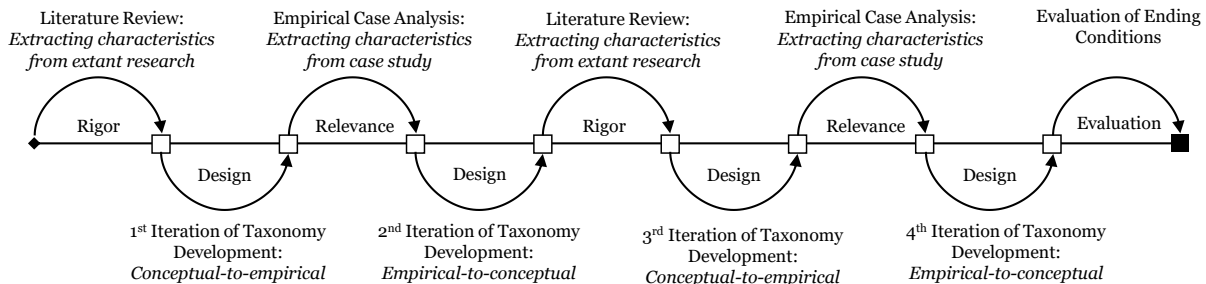 Literature Review:
Extracting characteristics
from extant research
Empirical Case Analysis:
Extracting characteristics
from case study
Literature Review:
Extracting characteristics
from extant research
Empirical Case Analysis:
Extracting characteristics
from case study
Evaluation of Ending
Conditions
Rigor
Relevance
Rigor
Relevance
Evaluation
Design
Design
Design
Design
1st Iteration of Taxonomy
Development:
Conceptual-to-empirical
2nd Iteration of Taxonomy
Development:
Empirical-to-conceptual
3rd Iteration of Taxonomy
Development:
Conceptual-to-empirical
4th Iteration of Taxonomy
Development:
Empirical-to-conceptual